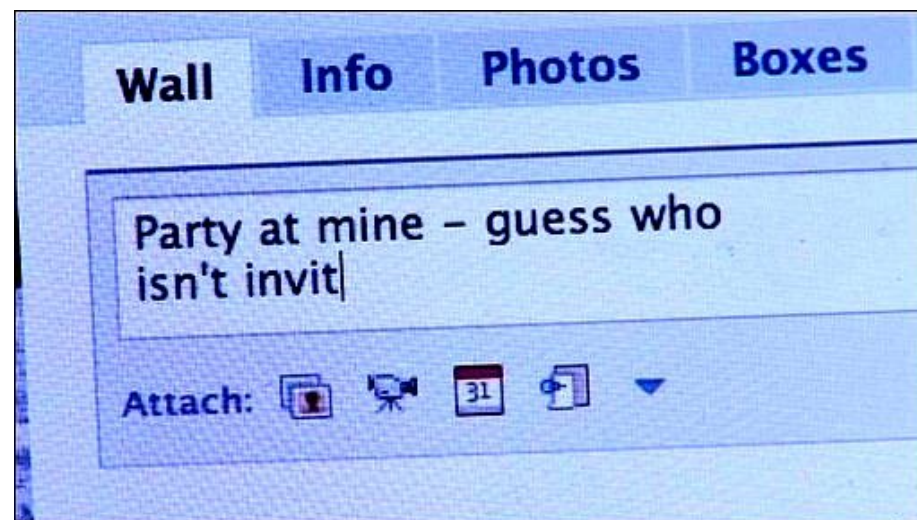 Wall Info Photos Boxes
Party at mine – guess who
isn't invit
Attach: 31